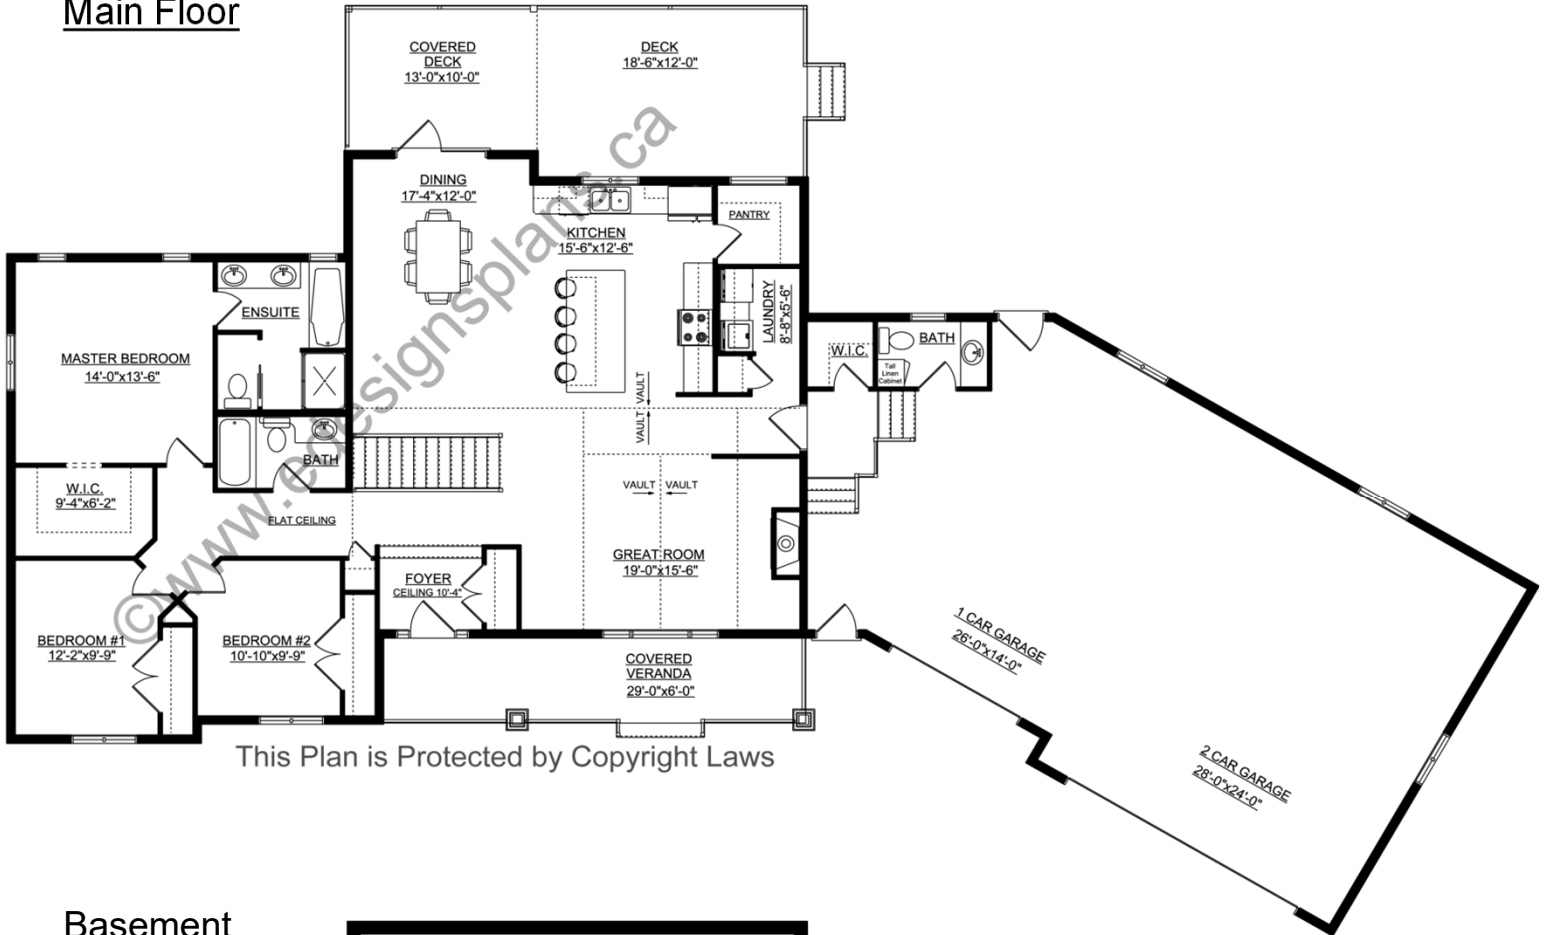 Main Floor
COVERED
DECK
13'-0"x10'-0"
DECK
18'-6"x12'-0"
DINING
17'-4"x12'-0"
KITCHEN
15'-6"x12'-6"
PANTRY
LAUNDRY
8'-8"x5'-6"
ENSUITE
MASTER BEDROOM
14'-0"x13'-6"
W.I.C.
BATH
Tall
Linen
Cabinet
VAULT
VAULT
BATH
W.I.C.
9'-4"x6'-2"
FLAT CEILING
VAULT
VAULT
GREAT ROOM
19'-0"x15'-6"
FOYER
CEILING 10'-4"
BEDROOM #1
12'-2"x9'-9"
BEDROOM #2
10'-10"x9'-9"
COVERED
VERANDA
29'-0"x6'-0"
1 CAR GARAGE
26'-0"x14'-0"
2 CAR GARAGE
28'-0"x24'-0"
©www.edesignsplans.ca
This Plan is Protected by Copyright Laws
Basement